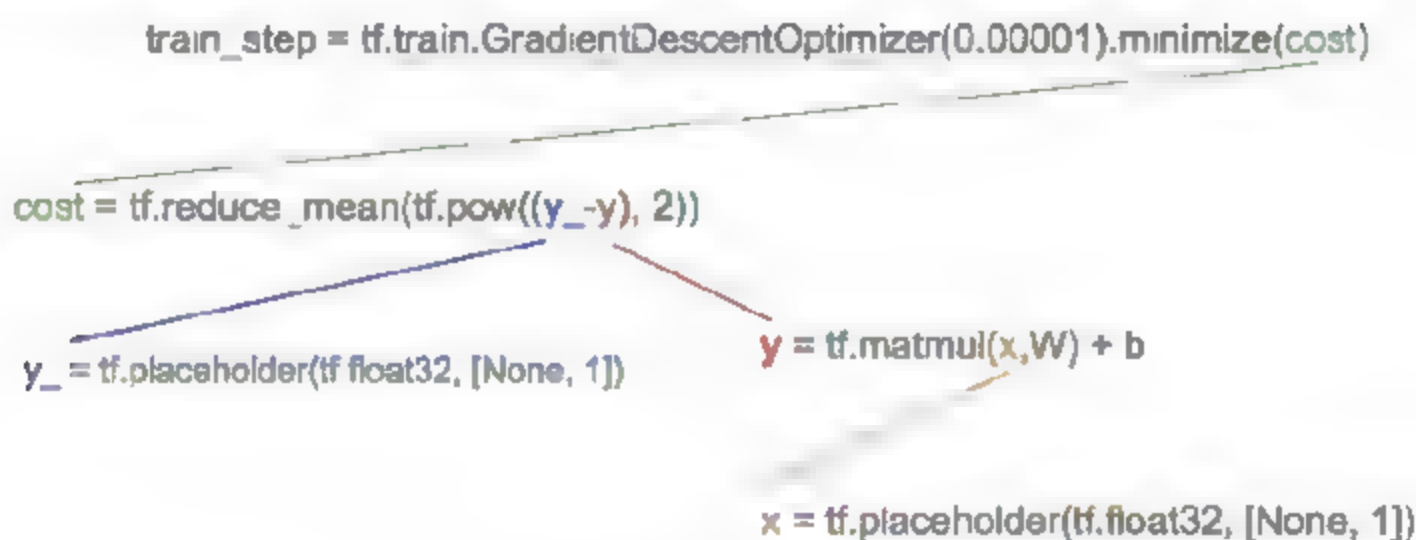 train_step = tf.train.GradientDescentOptimizer(0.00001).minimize(cost)
cost = tf.reduce_mean(tf.pow((y_-y), 2))
y = tf.matmul(x,W) + b
y_ = tf.placeholder(tf.float32, [None, 1])
x = tf.placeholder(tf.float32, [None, 1])